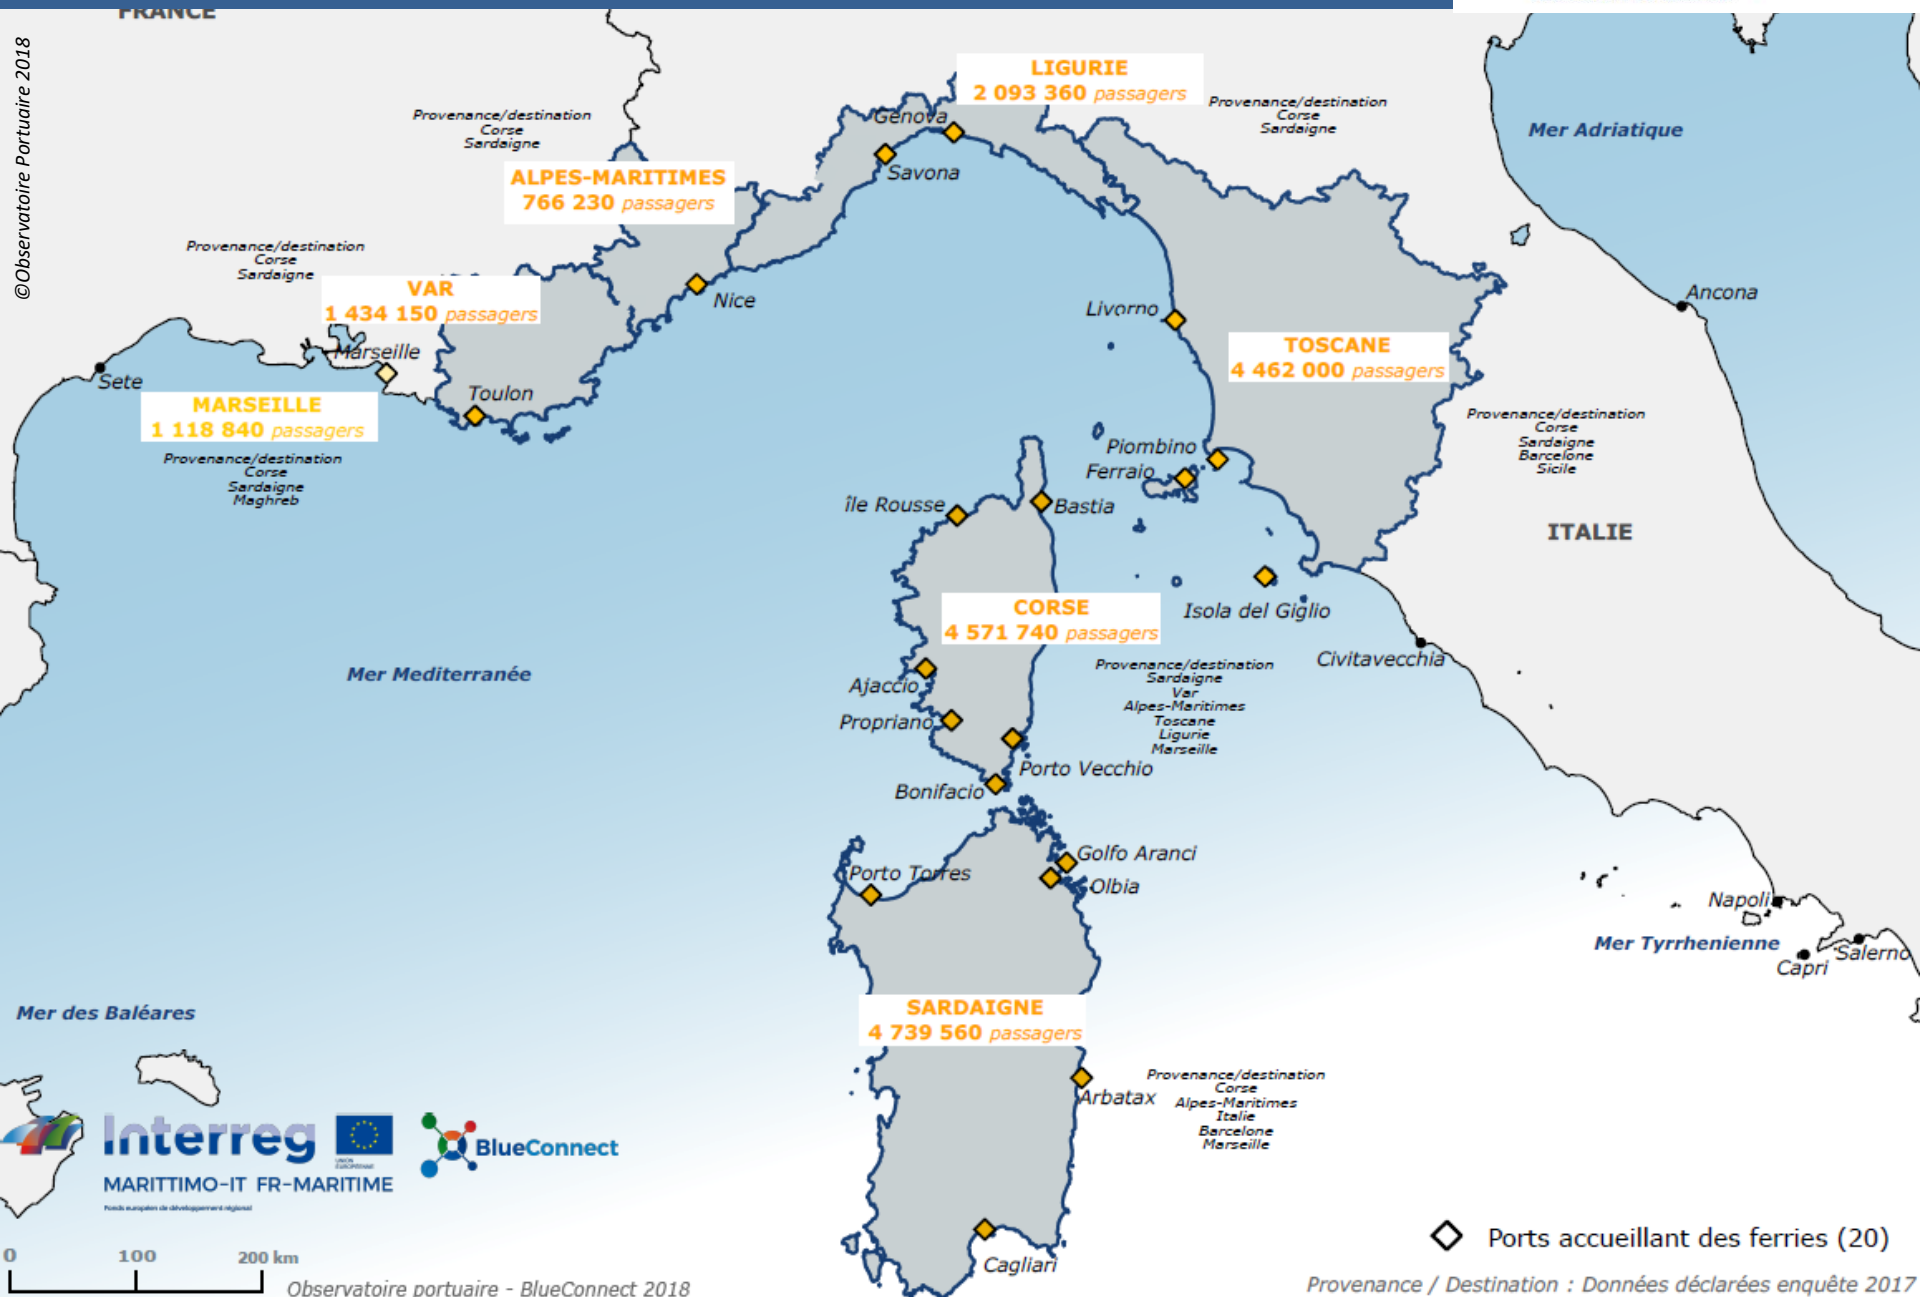 FRANCE
©Observatoire Portuaire 2018
LIGURIE
2 093 360 passagers
Provenance/destination
Corse
Sardaigne
Provenance/destination
Corse
Sardaigne
Mer Adriatique
Genova
Savona
ALPES-MARITIMES
766 230 passagers
Provenance/destination
Corse
Sardaigne
VAR
1 434 150 passagers
Nice
Ancona
Livorno
TOSCANE
4 462 000 passagers
Marseille
Sete
Toulon
MARSEILLE
1 118 840 passagers
Provenance/destination
Corse
Sardaigne
Maghreb
Provenance/destination
Corse
Sardaigne
Barcelone
Sicile
Piombino
Ferraio
île Rousse
Bastia
ITALIE
Isola del Giglio
CORSE
4 571 740 passagers
Civitavecchia
Mer Mediterranée
Ajaccio
Propriano
Provenance/destination
Sardaigne
Var
Alpes-Maritimes
Toscane
Ligurie
Marseille
Porto Vecchio
Bonifacio
Golfo Aranci
Porto Torres
Olbia
Napoli
Mer Tyrrhenienne
Salerno
Capri
Mer des Baléares
SARDAIGNE
4 739 560 passagers
Arbatax
Provenance/destination
Corse
Alpes-Maritimes
Italie
Barcelone
Marseille
Interreg
UNION EUROPÉENNE
BlueConnect
MARITTIMO-IT FR-MARITIME
Fonds européen de développement régional
Cagliari
Ports accueillant des ferries (20)
0 100 200 km
Observatoire portuaire - BlueConnect 2018
Provenance / Destination : Données déclarées enquête 2017